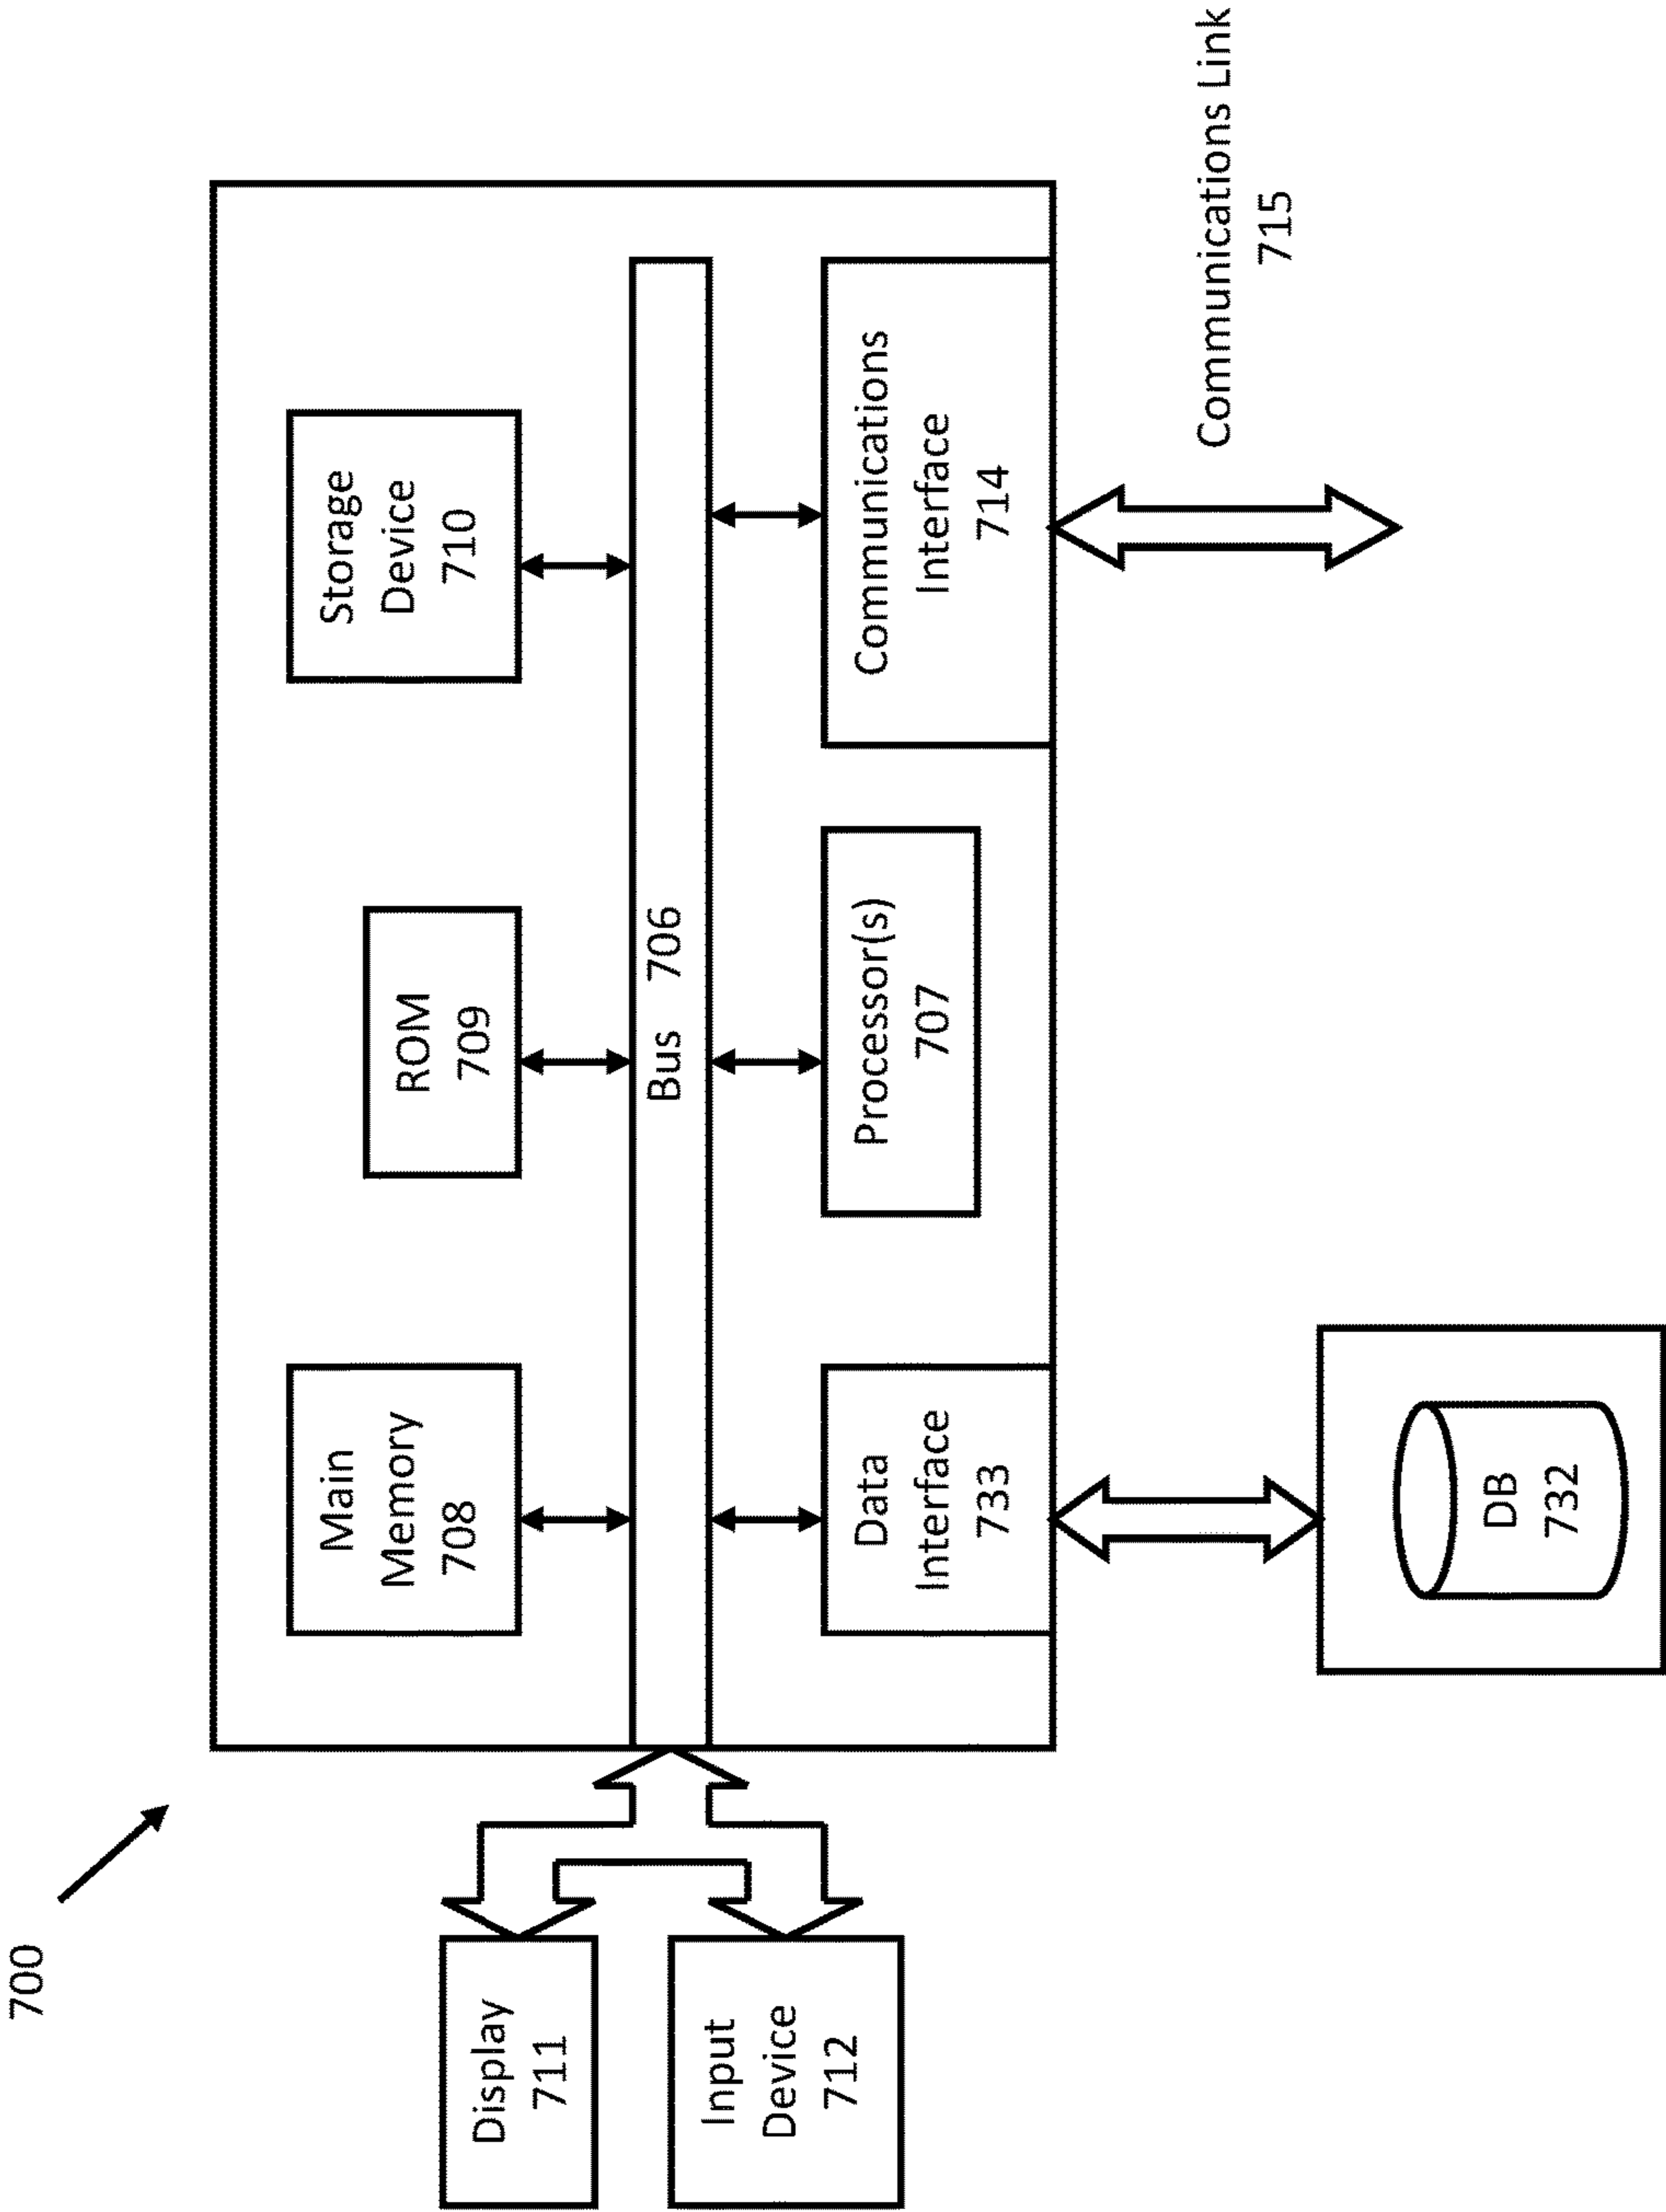 700
Main
Memory
708
ROM
709
Storage
Device
710
Display
711
Bus 706
Input
Device
712
Data
Interface
733
Processor(s)
707
Communications
Interface
714
DB
732
Communications Link
715